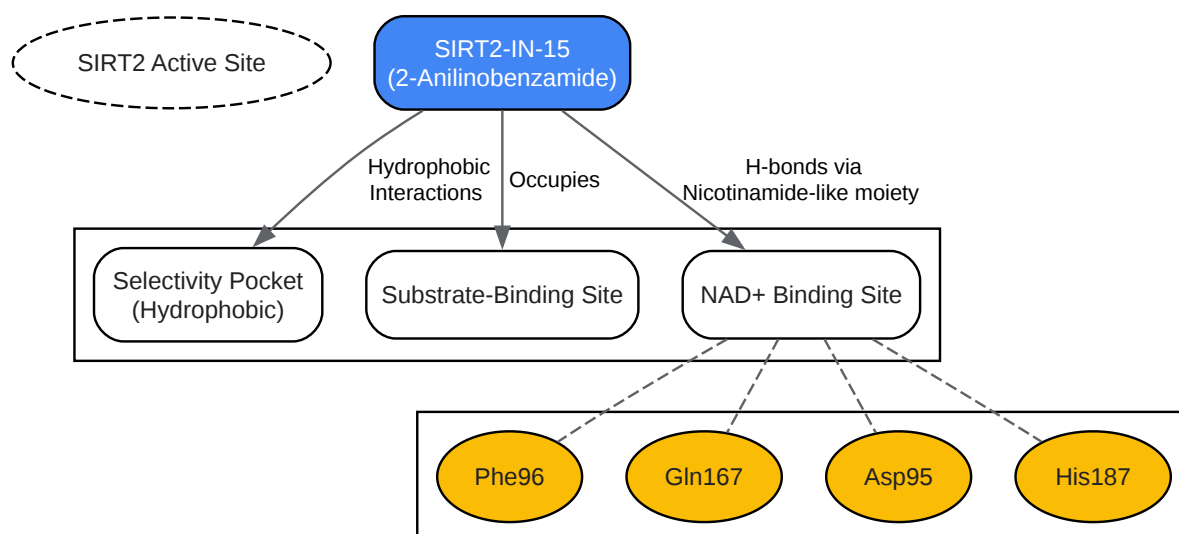 SIRT2 Active Site
SIRT2-IN-15
(2-Anilinobenzamide)
Hydrophobic
Interactions
Occupies
H-bonds via
Nicotinamide-like moiety
Selectivity Pocket
(Hydrophobic)
Substrate-Binding Site
NAD+ Binding Site
Phe96
Gln167
Asp95
His187